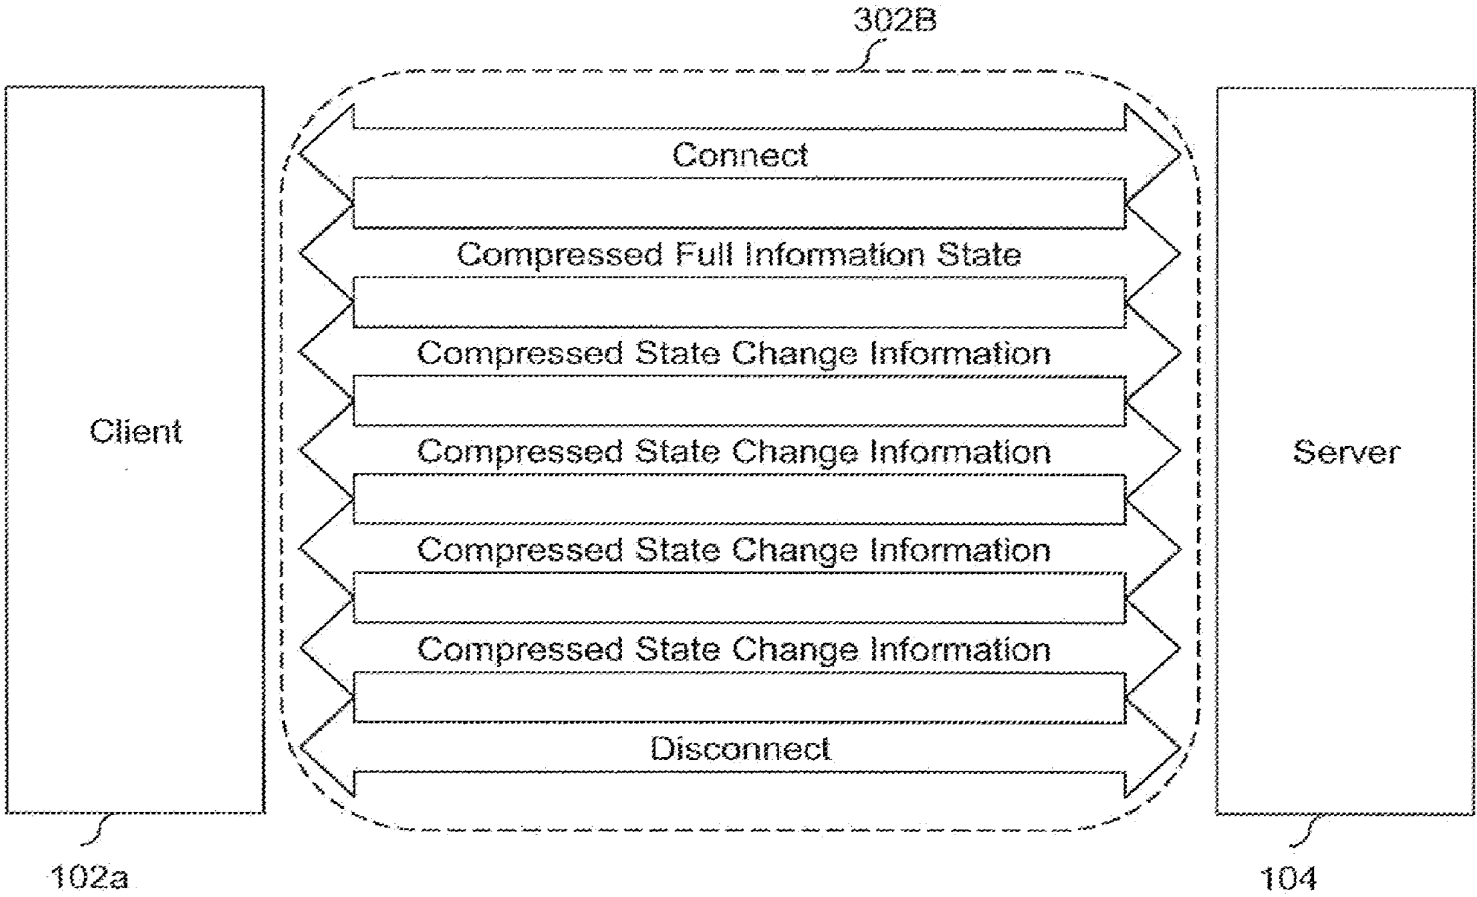 302B
Connect
Compressed Full Information State
Compressed State Change Information
Client
Compressed State Change Information
Server
Compressed State Change Information
Compressed State Change Information
Disconnect
102a
104